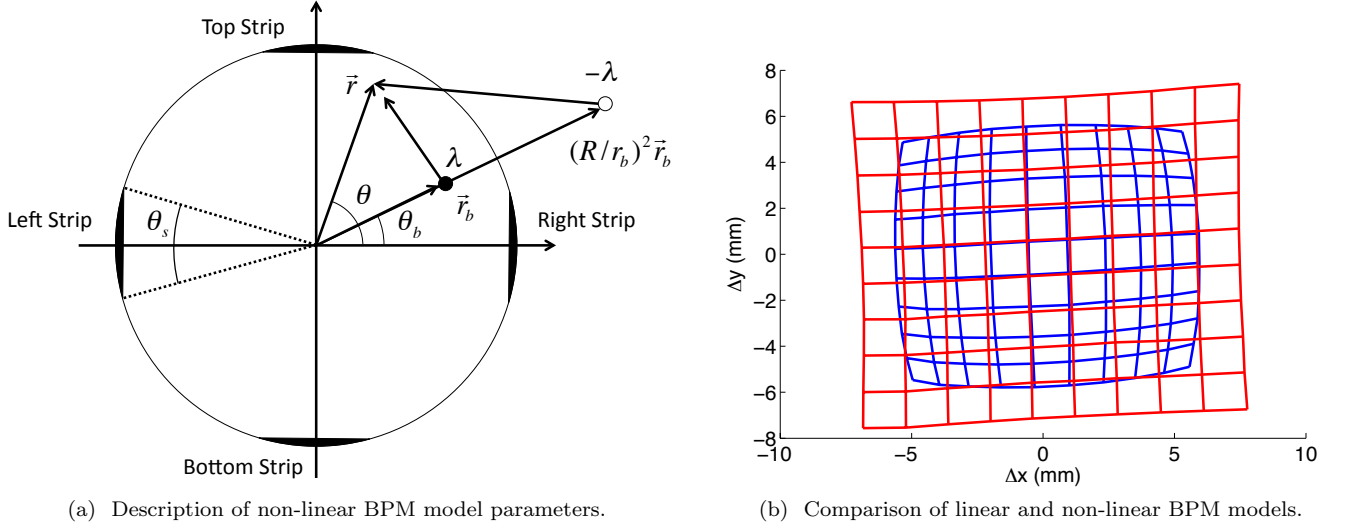 Top Strip
−λ
r⃗
λ
(R/r_b)² r⃗_b
θ
r⃗_b
Left Strip
θ_s
θ_b
Right Strip
Bottom Strip
(a) Description of non-linear BPM model parameters.
8
6
4
2
0
−2
−4
−6
−8
Δy (mm)
−10
−5
0
5
10
Δx (mm)
(b) Comparison of linear and non-linear BPM models.